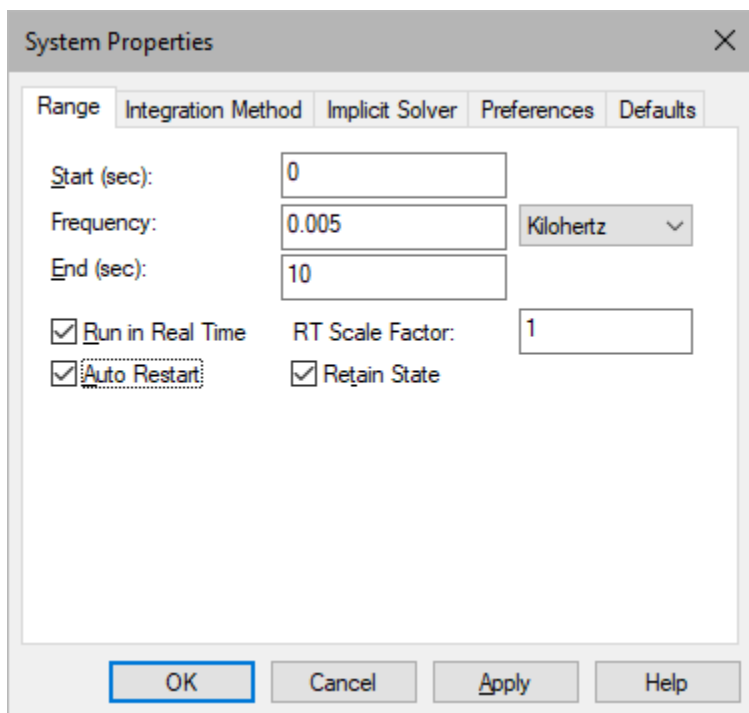 System Properties
Range Integration Method Implicit Solver Preferences Defaults
Start (sec): 0
Frequency: 0.005 Kilohertz
End (sec): 10
Run in Real Time RT Scale Factor: 1
Auto Restart Retain State
OK Cancel Apply Help